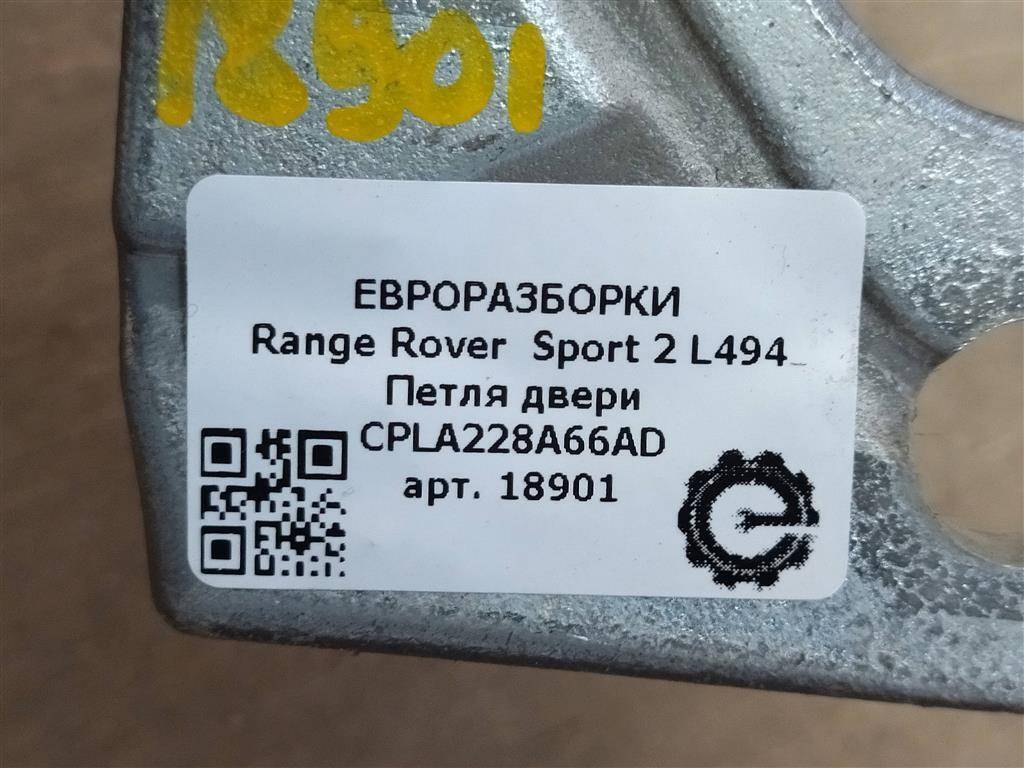 18901
ЕВРОРАЗБОРКИ
Range Rover Sport 2 L494
Петля двери
CPLA228A66AD
арт. 18901